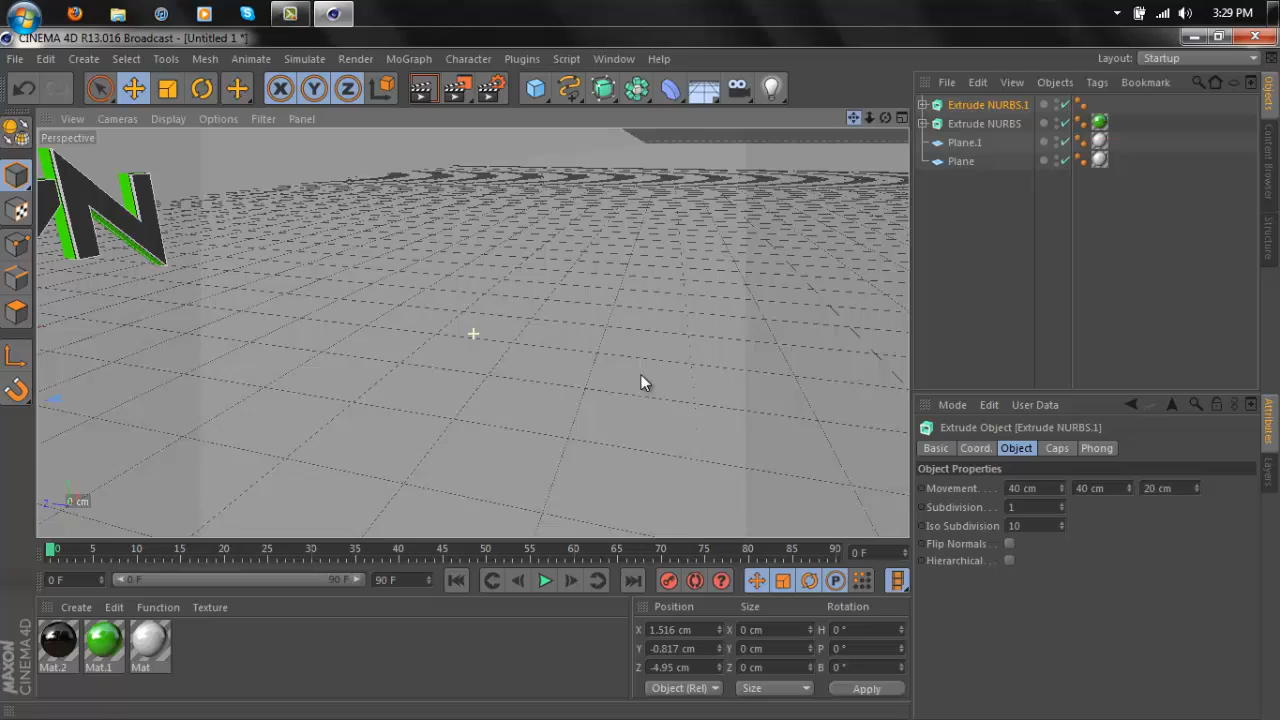 3:29 PM
CINEMA 4D R13.016 Broadcast - [Untitled 1 *]
File Edit Create Select Tools Mesh Animate Simulate Render MoGraph Character Plugins Script Window Help Layout: Startup
X Y Z
File Edit View Objects Tags Bookmark
View Cameras Display Options Filter Panel
Perspective
Extrude NURBS.1
Extrude NURBS
Plane.1
Plane
Objects
Content Browser
Structure
N
0 cm
Z
Mode Edit User Data
Extrude Object [Extrude NURBS.1]
Basic Coord. Object Caps Phong
Object Properties
Movement. . . . 40 cm 40 cm 20 cm
Subdivision. . . 1
Iso Subdivision 10
Flip Normals . .
Hierarchical. . .
Attributes
Layers
0 5 10 15 20 25 30 35 40 45 50 55 60 65 70 75 80 85 90 0 F
0 F 0 F 90 F 90 F
P
Create Edit Function Texture
Mat.2 Mat.1 Mat
Position Size Rotation
X 1.516 cm X 0 cm H 0 °
Y -0.817 cm Y 0 cm P 0 °
Z -4.95 cm Z 0 cm B 0 °
Object (Rel) Size Apply
MAXON CINEMA 4D